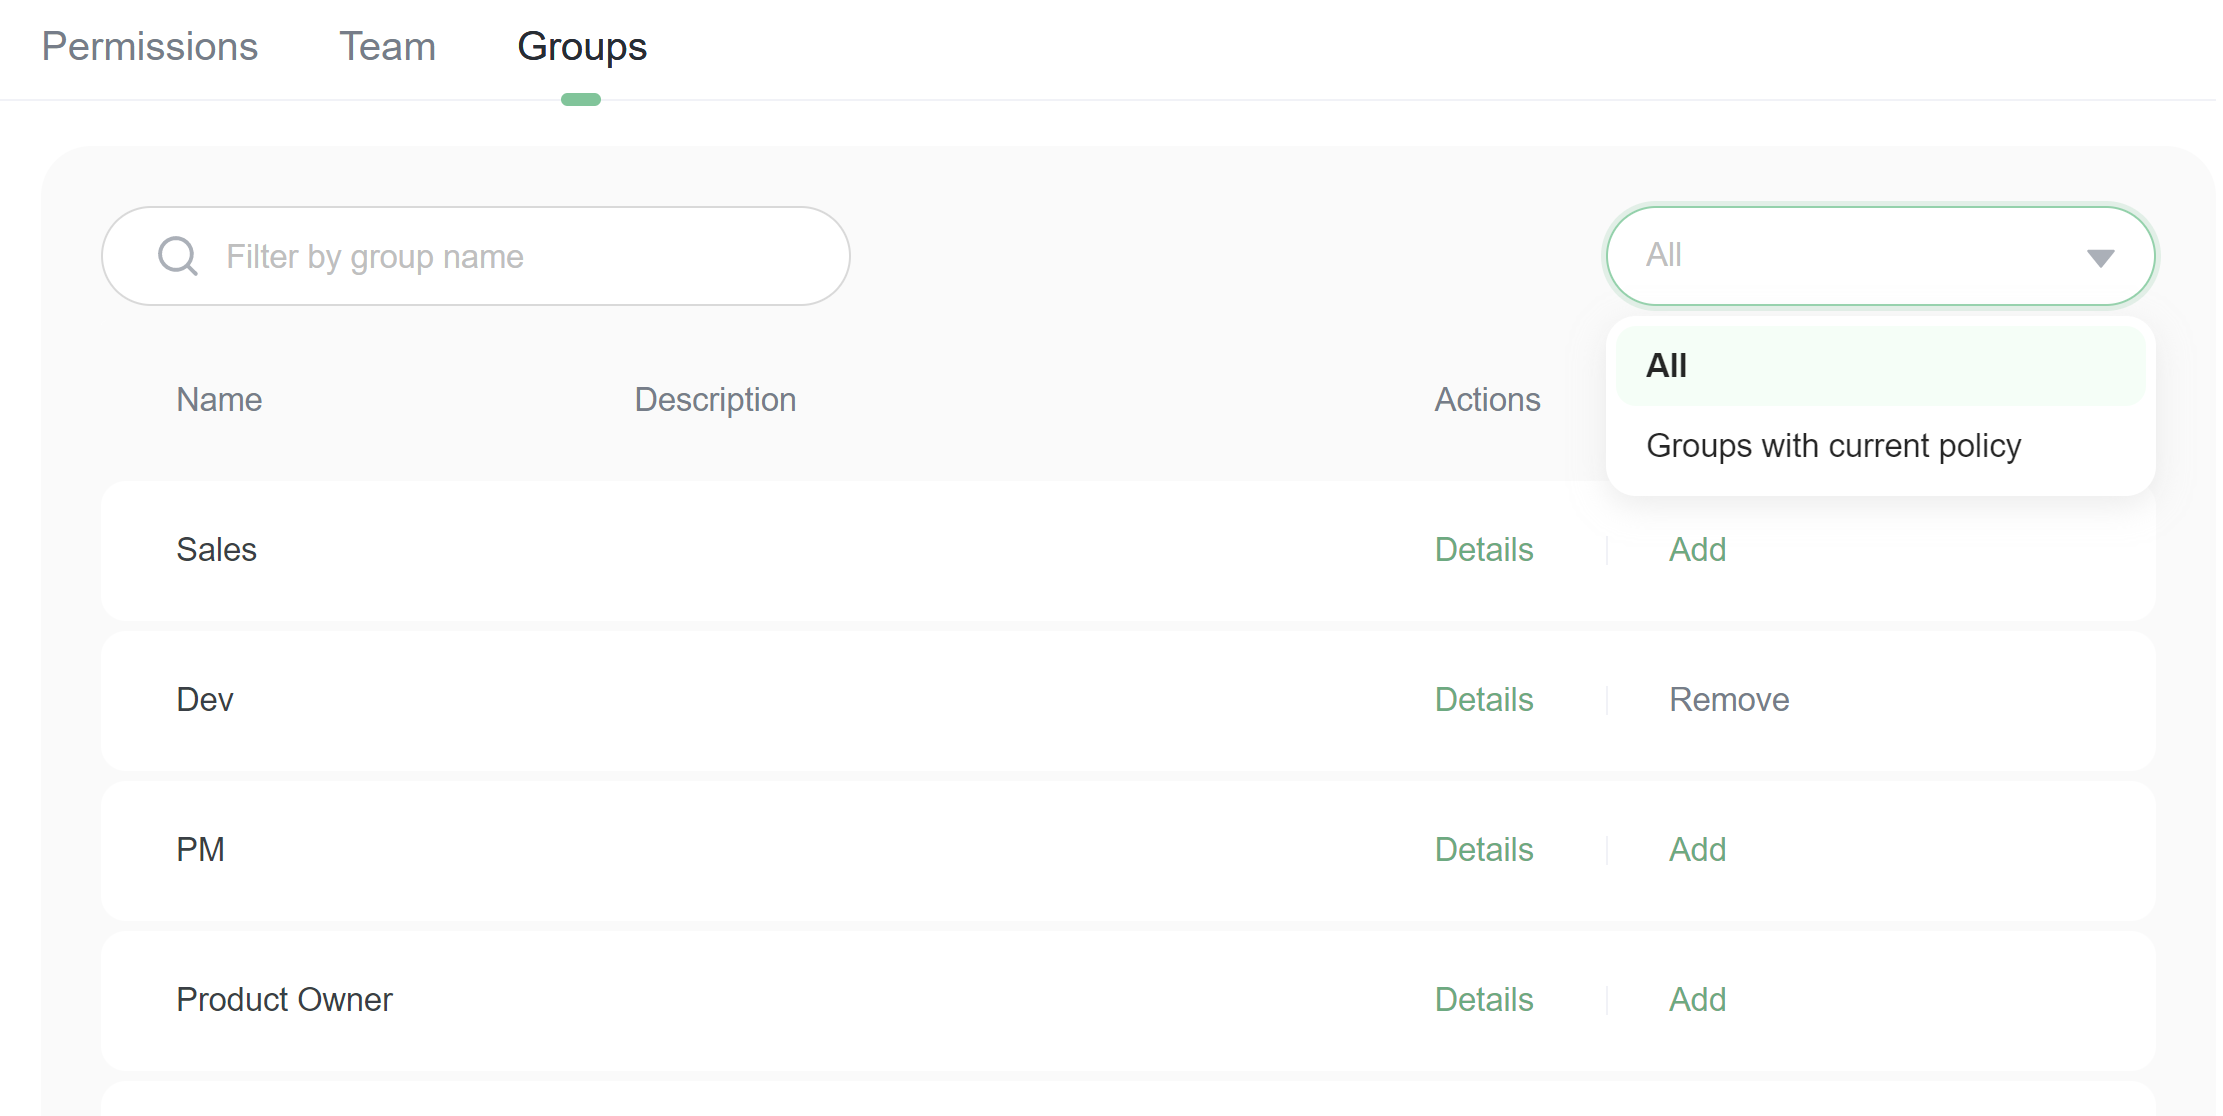 Permissions Team Groups
Filter by group name
All
All
Groups with current policy
Name Description Actions
Sales Details Add
Dev Details Remove
PM Details Add
Product Owner Details Add